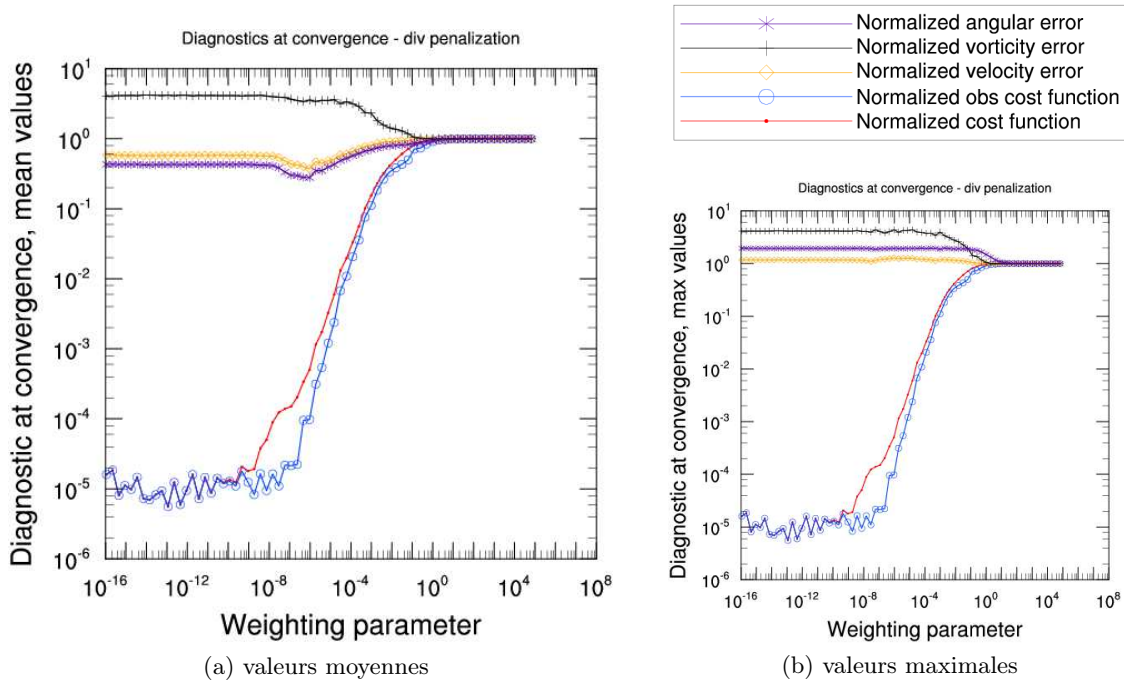 Diagnostics at convergence - div penalization
Diagnostic at convergence, mean values
10^1
10^0
10^-1
10^-2
10^-3
10^-4
10^-5
10^-6
10^-16
10^-12
10^-8
10^-4
10^0
10^4
10^8
Weighting parameter
(a) valeurs moyennes
Normalized angular error
Normalized vorticity error
Normalized velocity error
Normalized obs cost function
Normalized cost function
Diagnostics at convergence - div penalization
Diagnostic at convergence, max values
10^1
10^0
10^-1
10^-2
10^-3
10^-4
10^-5
10^-6
10^-16
10^-12
10^-8
10^-4
10^0
10^4
10^8
Weighting parameter
(b) valeurs maximales